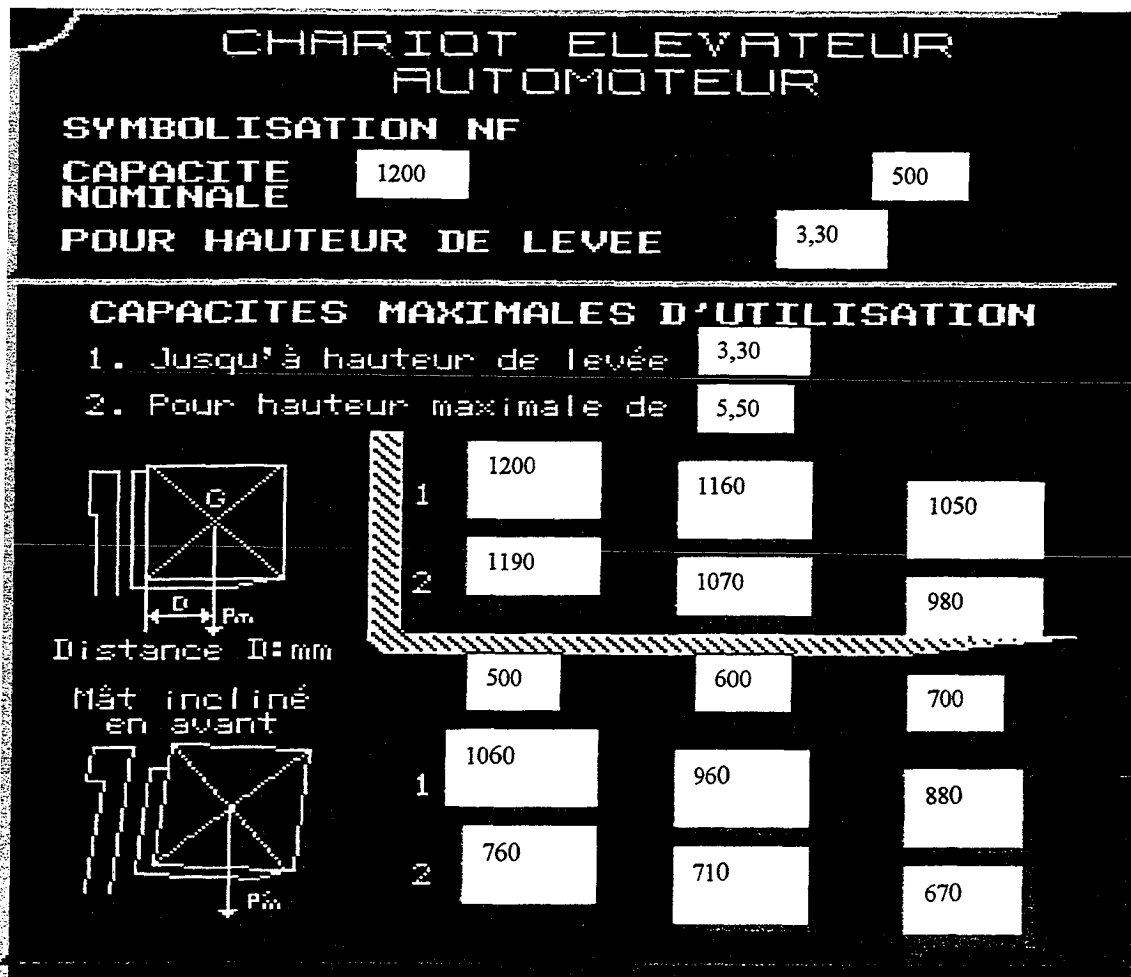 CHARIOT ELEVATEUR
AUTOMOTEUR
SYMBOLISATION NF
CAPACITE NOMINALE 1200 500
POUR HAUTEUR DE LEVEE 3,30
CAPACITES MAXIMALES D'UTILISATION
1. Jusqu'à hauteur de levée 3,30
2. Pour hauteur maximale de 5,50
G
D
1 1200 1160 1050
2 1190 1070 980
Distance D:mm 500 600 700
Mât incliné
en avant
1 1060 960 880
2 760 710 670